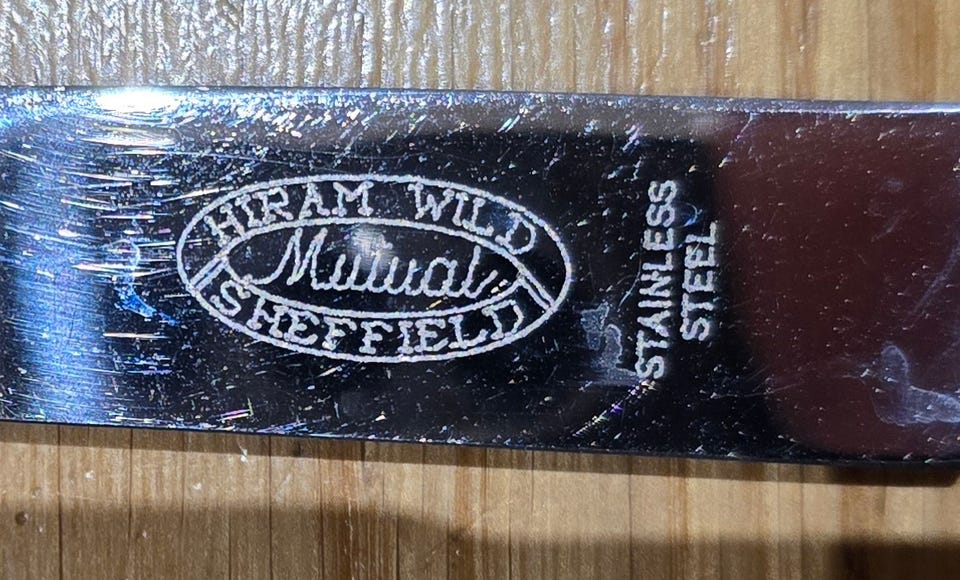 HIRAM WILD
Mutual
SHEFFIELD
STAINLESS
STEEL